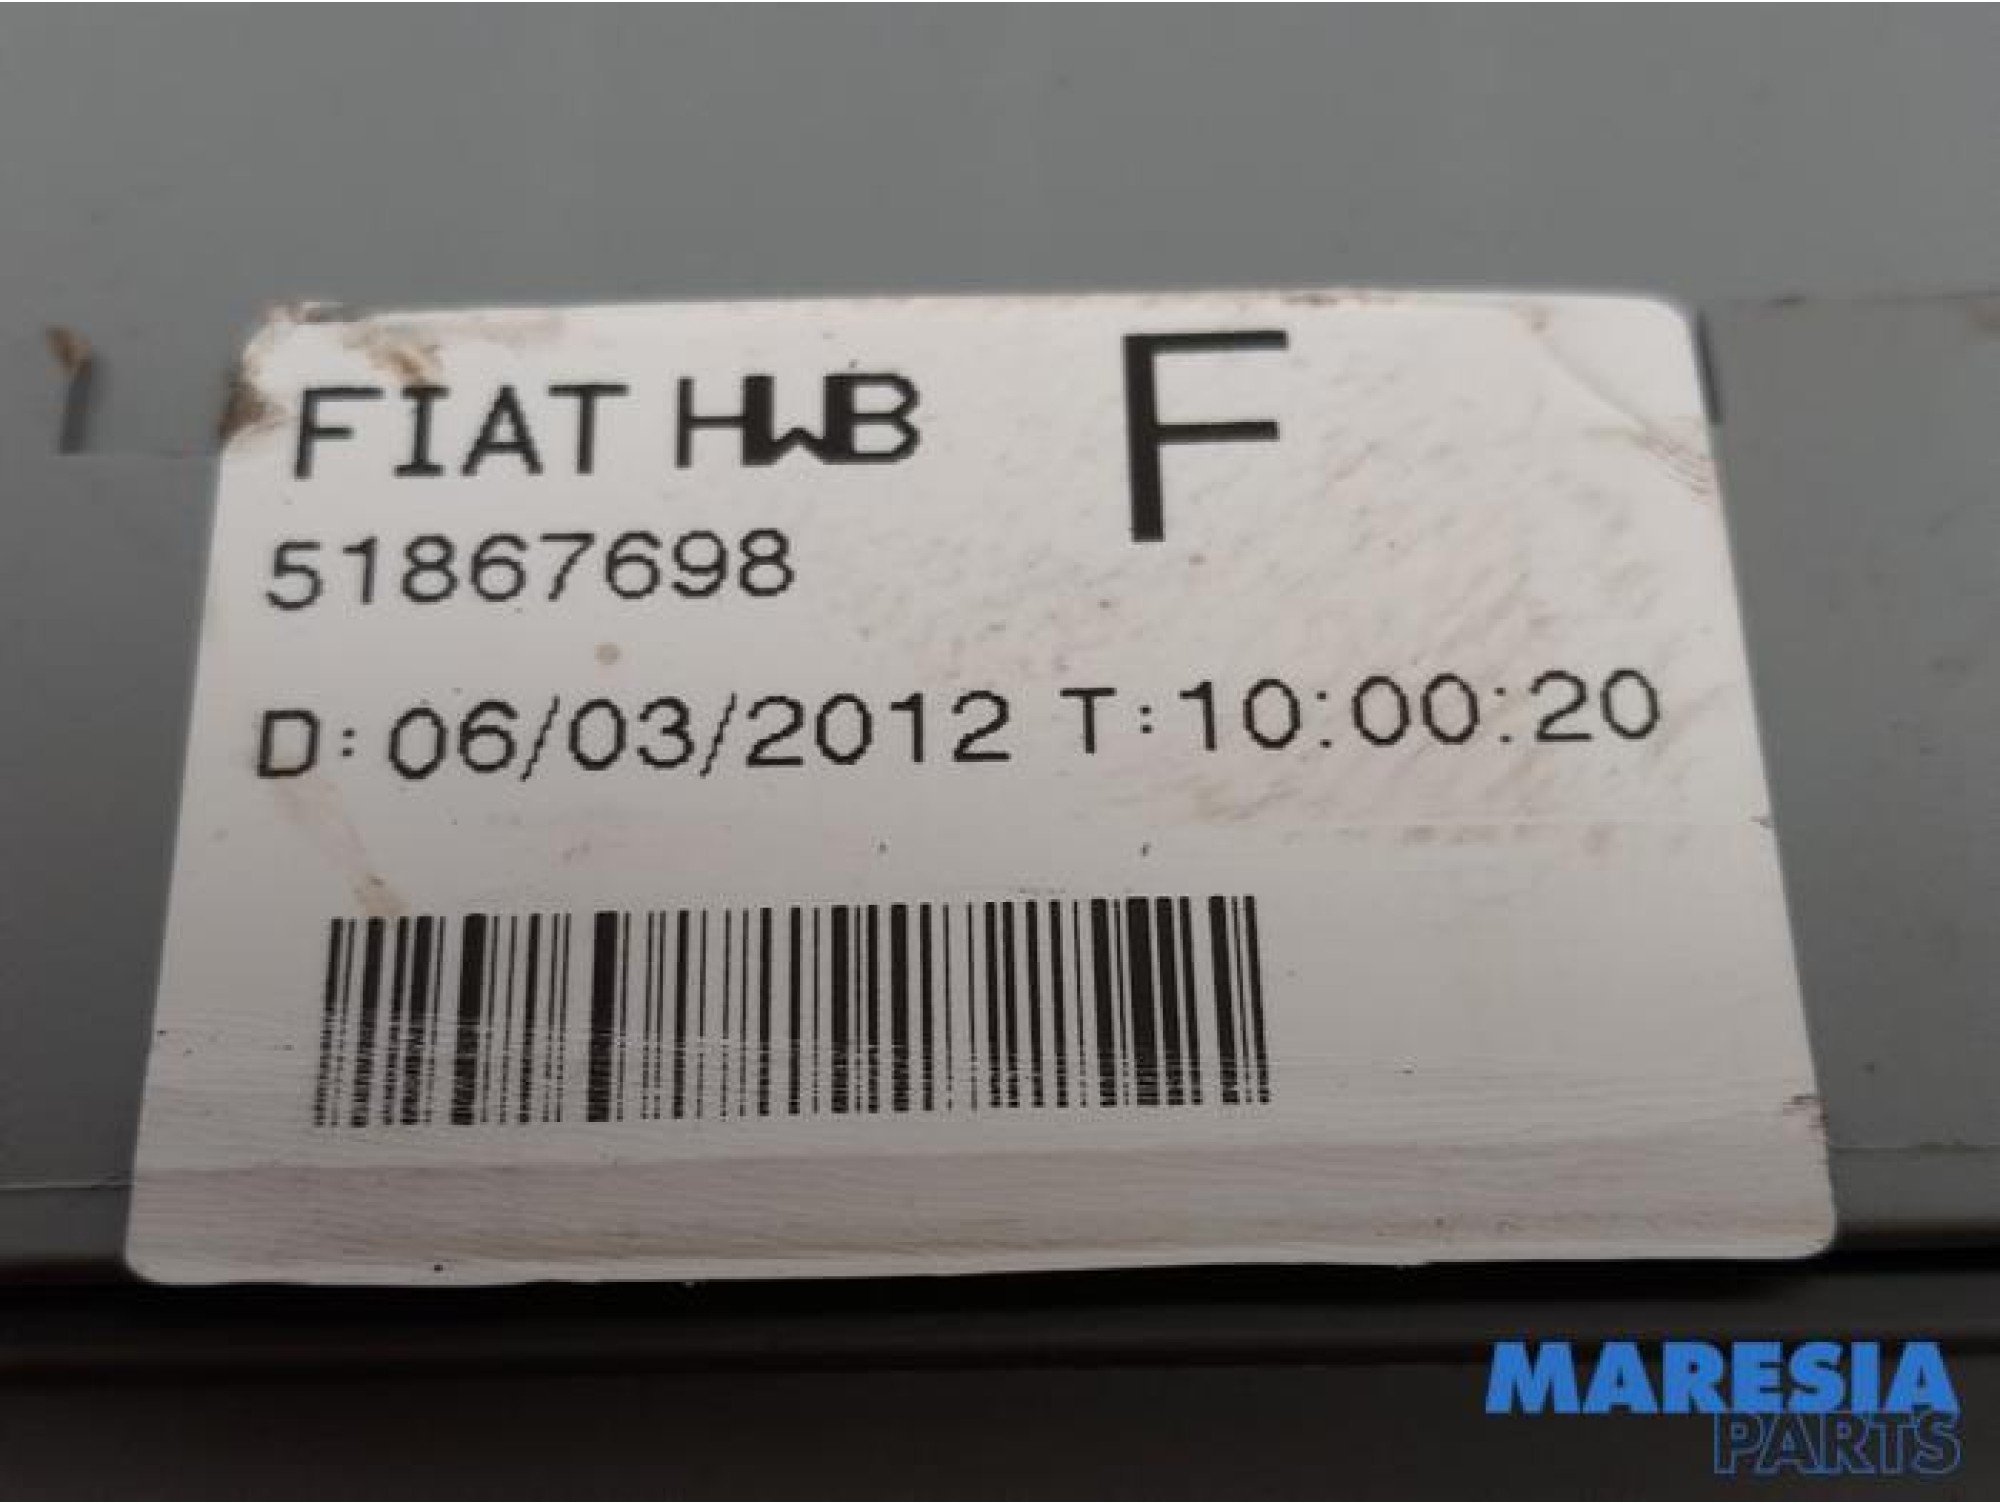 FIAT HWB F
51867698
D: 06/03/2012 T:10:00:20
MARESIA
PARTS